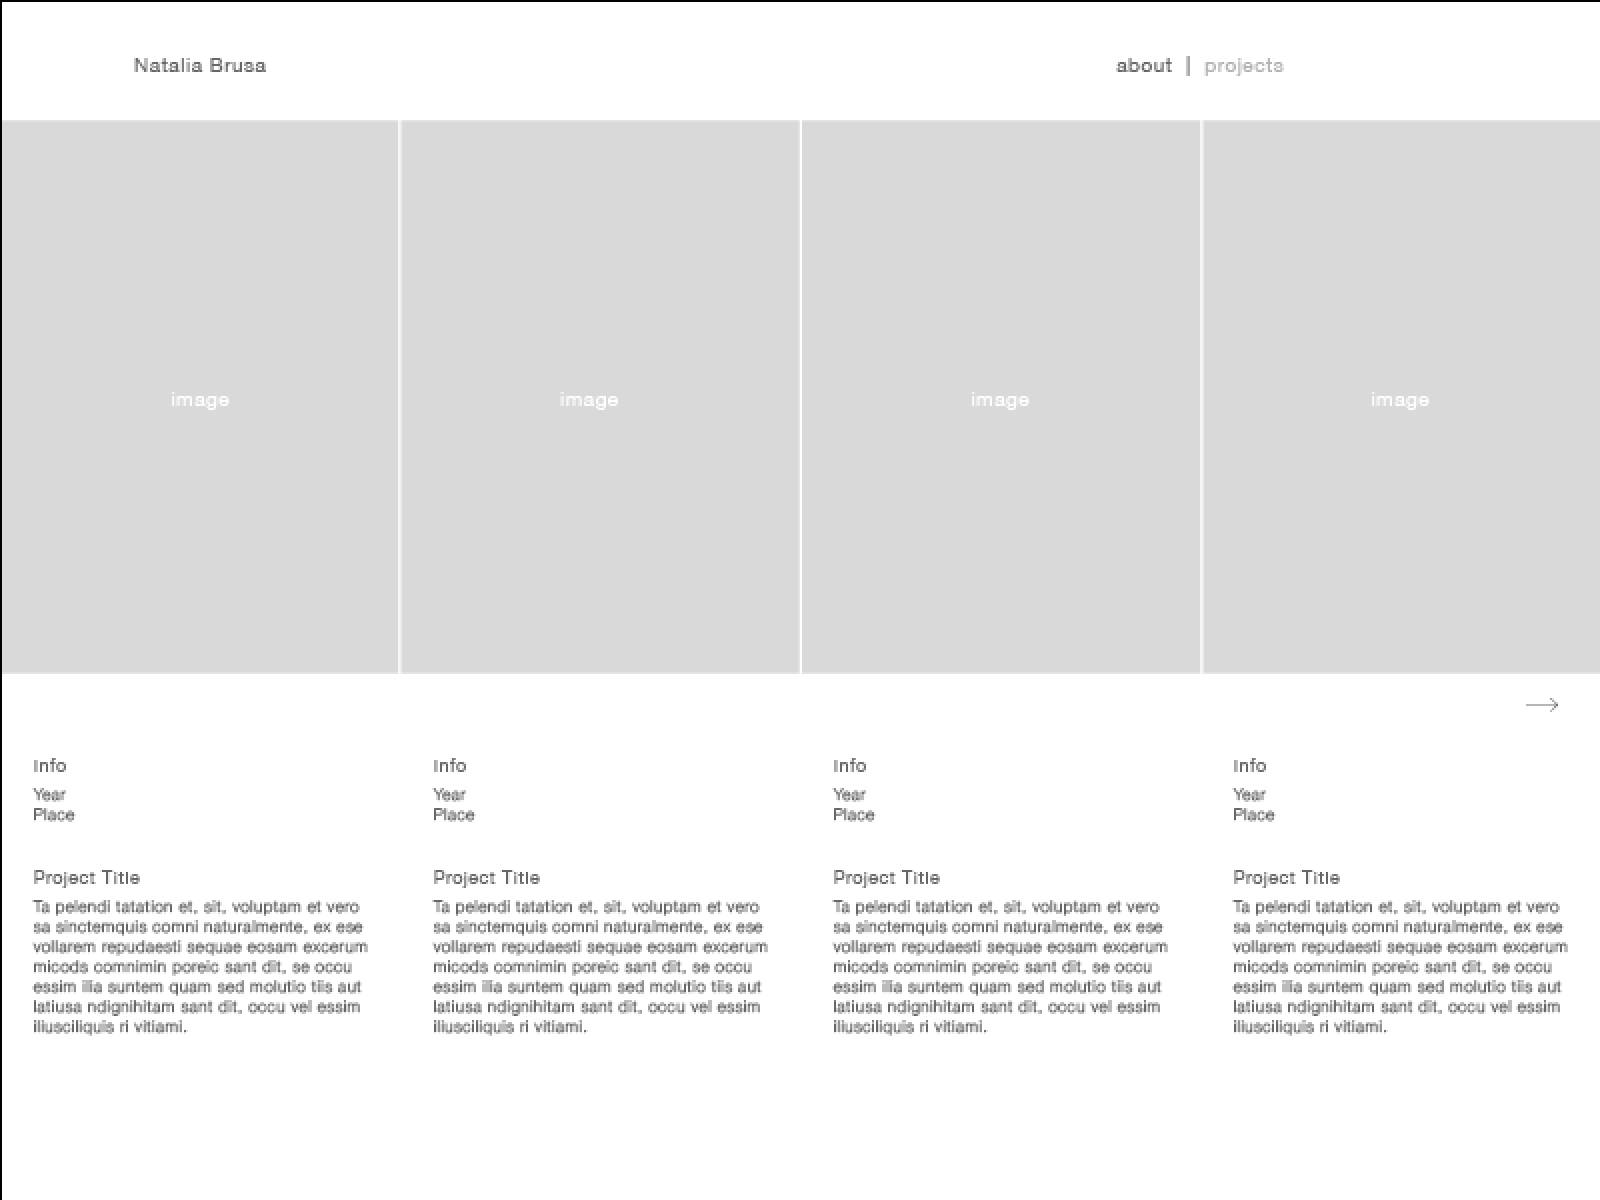 Natalia Brusa
about | projects
image
image
image
image
Info
Year
Place
Project Title
Ta pelendi tatation et, sit, voluptam et vero
sa sinctemquis comni naturalmente, ex ese
vollarem repudaesti sequae eosam excerum
micods comnimin poreic sant dit, se occu
essim ilia suntem quam sed molutio tiis aut
latiusa ndignihitam sant dit, occu vel essim
iliusciliquis ri vitiami.
Info
Year
Place
Project Title
Ta pelendi tatation et, sit, voluptam et vero
sa sinctemquis comni naturalmente, ex ese
vollarem repudaesti sequae eosam excerum
micods comnimin poreic sant dit, se occu
essim ilia suntem quam sed molutio tiis aut
latiusa ndignihitam sant dit, occu vel essim
iliusciliquis ri vitiami.
Info
Year
Place
Project Title
Ta pelendi tatation et, sit, voluptam et vero
sa sinctemquis comni naturalmente, ex ese
vollarem repudaesti sequae eosam excerum
micods comnimin poreic sant dit, se occu
essim ilia suntem quam sed molutio tiis aut
latiusa ndignihitam sant dit, occu vel essim
iliusciliquis ri vitiami.
Info
Year
Place
Project Title
Ta pelendi tatation et, sit, voluptam et vero
sa sinctemquis comni naturalmente, ex ese
vollarem repudaesti sequae eosam excerum
micods comnimin poreic sant dit, se occu
essim ilia suntem quam sed molutio tiis aut
latiusa ndignihitam sant dit, occu vel essim
iliusciliquis ri vitiami.